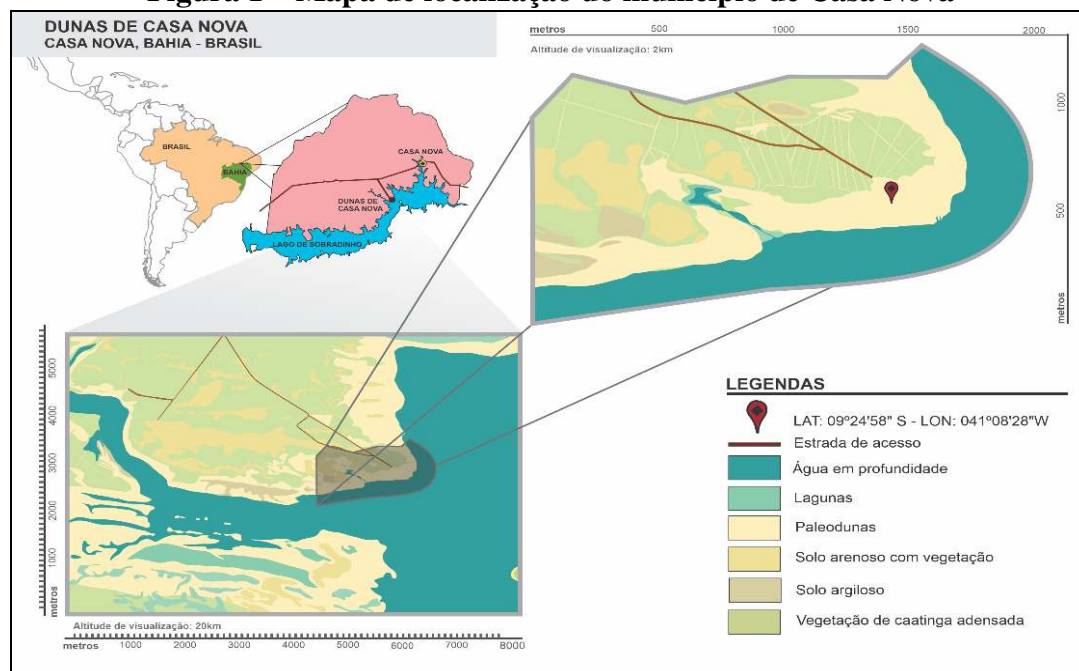 Figura 1 – Mapa de localização do município de Casa Nova
DUNAS DE CASA NOVA
CASA NOVA, BAHIA - BRASIL
BRASIL
BAHIA
CASA NOVA
DUNAS DE
CASA NOVA
LAGO DE SOBRADINHO
metros 500 1000 1500 2000
Altitude de visualização: 2km
1000
500
metros
5000
4000
3000
2000
1000
metros
Altitude de visualização: 20km
metros 1000 2000 3000 4000 5000 6000 7000 8000
LEGENDAS
LAT: 09º24'58" S - LON: 041º08'28"W
Estrada de acesso
Água em profundidade
Lagunas
Paleodunas
Solo arenoso com vegetação
Solo argiloso
Vegetação de caatinga adensada